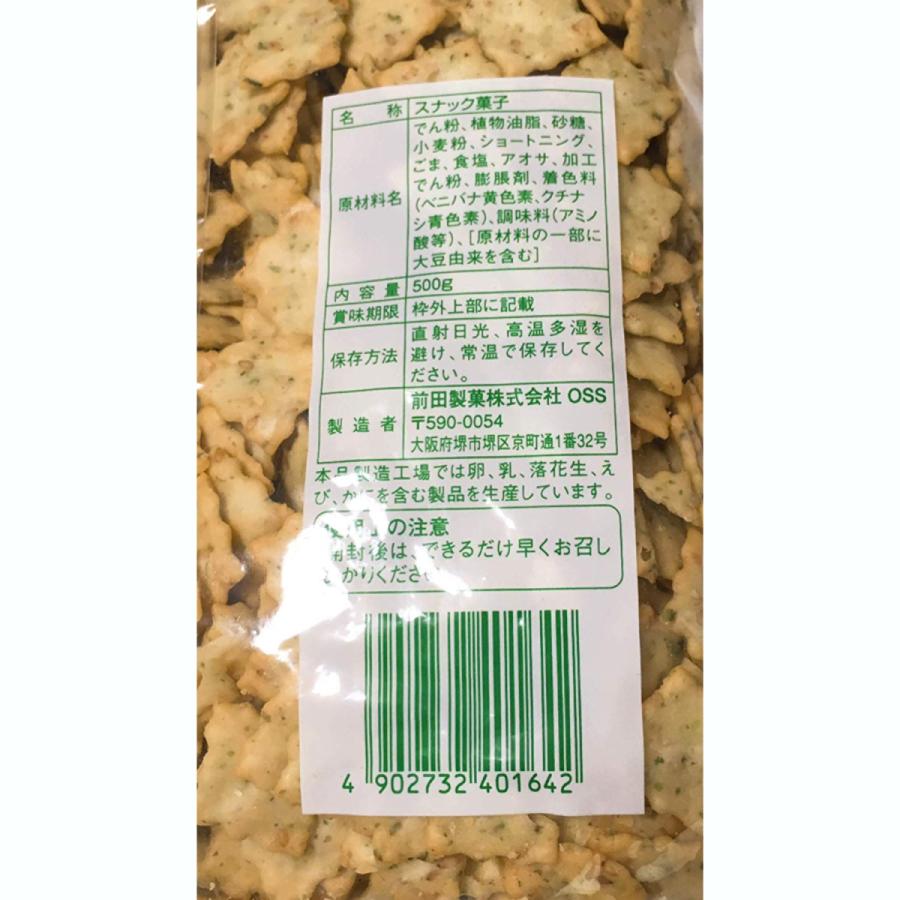 名称 スナック菓子
原材料名 でん粉、植物油脂、砂糖、
小麦粉、ショートニング、
ごま、食塩、アオサ、加工
でん粉、膨脹剤、着色料
(ベニバナ黄色素、クチナ
シ青色素)、調味料(アミノ
酸等)、[原材料の一部に
大豆由来を含む]
内容量 500g
賞味期限 枠外上部に記載
保存方法 直射日光、高温多湿を
避け、常温で保存してく
ださい。
製造者 前田製菓株式会社 OSS
〒590-0054
大阪府堺市堺区京町通1番32号
本品製造工場では卵、乳、落花生、え
び、かにを含む製品を生産しています。
の注意
開封後は、できるだけ早くお召し
がりください
4 902732 401642